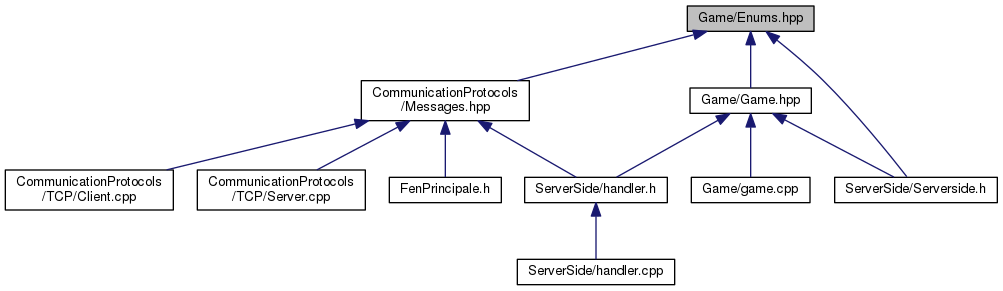 Game/Enums.hpp
CommunicationProtocols
/Messages.hpp
Game/Game.hpp
CommunicationProtocols
/TCP/Client.cpp
CommunicationProtocols
/TCP/Server.cpp
FenPrincipale.h
ServerSide/handler.h
Game/game.cpp
ServerSide/Serverside.h
ServerSide/handler.cpp